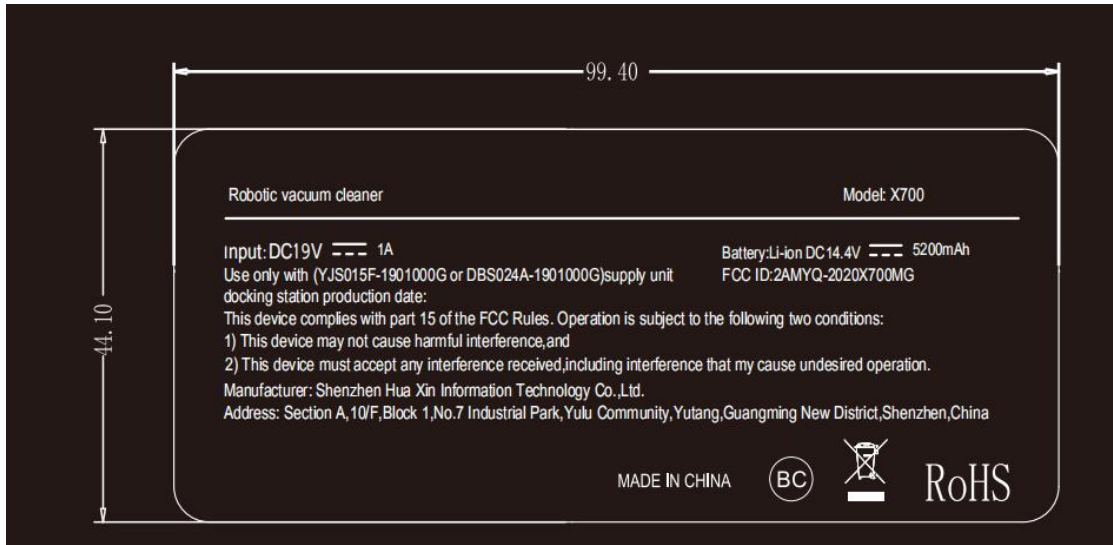 99.40
44.10
Robotic vacuum cleaner Model: X700
Input:DC19V 1A Battery:Li-ion DC14.4V 5200mAh
Use only with (YJS015F-1901000G or DBS024A-1901000G)supply unit FCC ID:2AMYQ-2020X700MG
docking station production date:
This device complies with part 15 of the FCC Rules. Operation is subject to the following two conditions:
1) This device may not cause harmful interference,and
2) This device must accept any interference received,including interference that my cause undesired operation.
Manufacturer: Shenzhen Hua Xin Information Technology Co.,Ltd.
Address: Section A,10/F,Block 1,No.7 Industrial Park,Yulu Community,Yutang,Guangming New District,Shenzhen,China
MADE IN CHINA BC RoHS